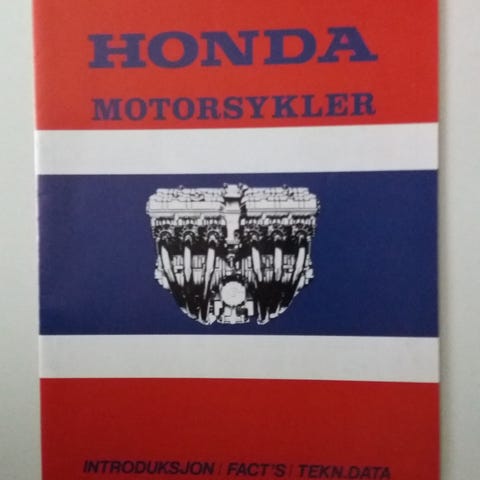 HONDA
MOTORSYKLER
INTRODUKSJON / FACT'S / TEKN.DATA